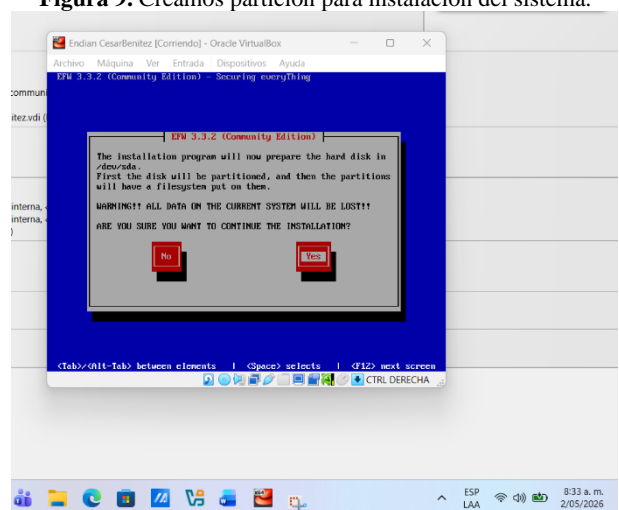 Figura 9. Creamos partición para instalación del sistema.
Endian CesarBenitez [Corriendo] - Oracle VirtualBox
Archivo Máquina Ver Entrada Dispositivos Ayuda
EFW 3.3.2 (Community Edition) - Securing everyThing
communi
itez.vdi (
EFW 3.3.2 (Community Edition)
The installation program will now prepare the hard disk in
/dev/sda.
First the disk will be partitioned, and then the partitions
will have a filesystem put on them.
WARNING!! ALL DATA ON THE CURRENT SYSTEM WILL BE LOST!!
ARE YOU SURE YOU WANT TO CONTINUE THE INSTALLATION?
interna, <
interna, <
)
No Yes
<Tab>/<Alt-Tab> between elements | <Space> selects | <F12> next screen
CTRL DERECHA
ESP
LAA
8:33 a. m.
2/05/2026